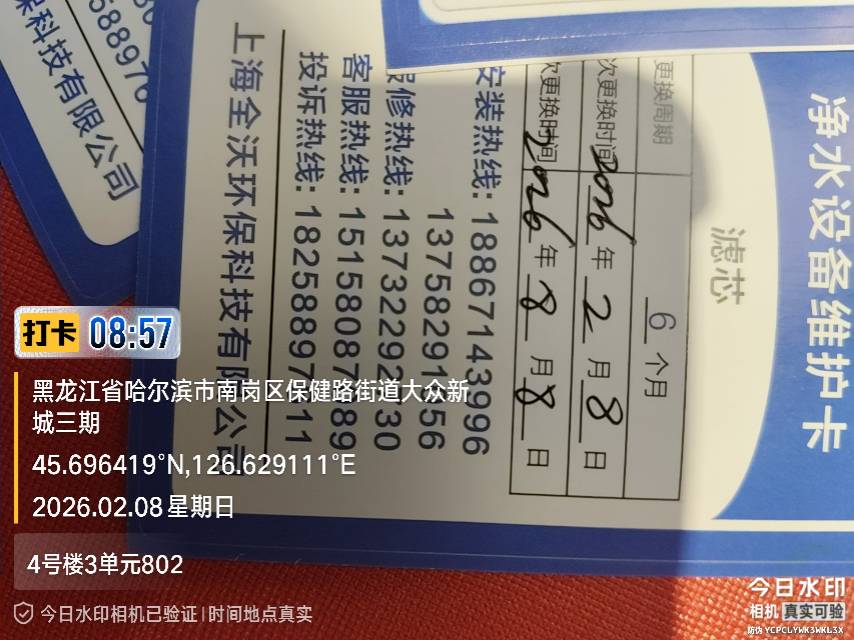 净水设备维护卡
滤芯
更换周期 6 个月
次更换时间 2026 年 2 月 8 日
次更换时间 2026 年 8 月 8 日
安装热线: 18867143996
修热线: 13732292
客服热线: 15158087
投诉热线: 1825889
上海全沃环保科技有限公司
保科技有限公司
打卡 08:57
黑龙江省哈尔滨市南岗区保健路街道大众新
城三期
45.696419°N,126.629111°E
2026.02.08 星期日
4号楼3单元802
今日水印相机已验证 | 时间地点真实
今日水印
相机 真实可验
防伪 YCPCLYWK3WKL3X